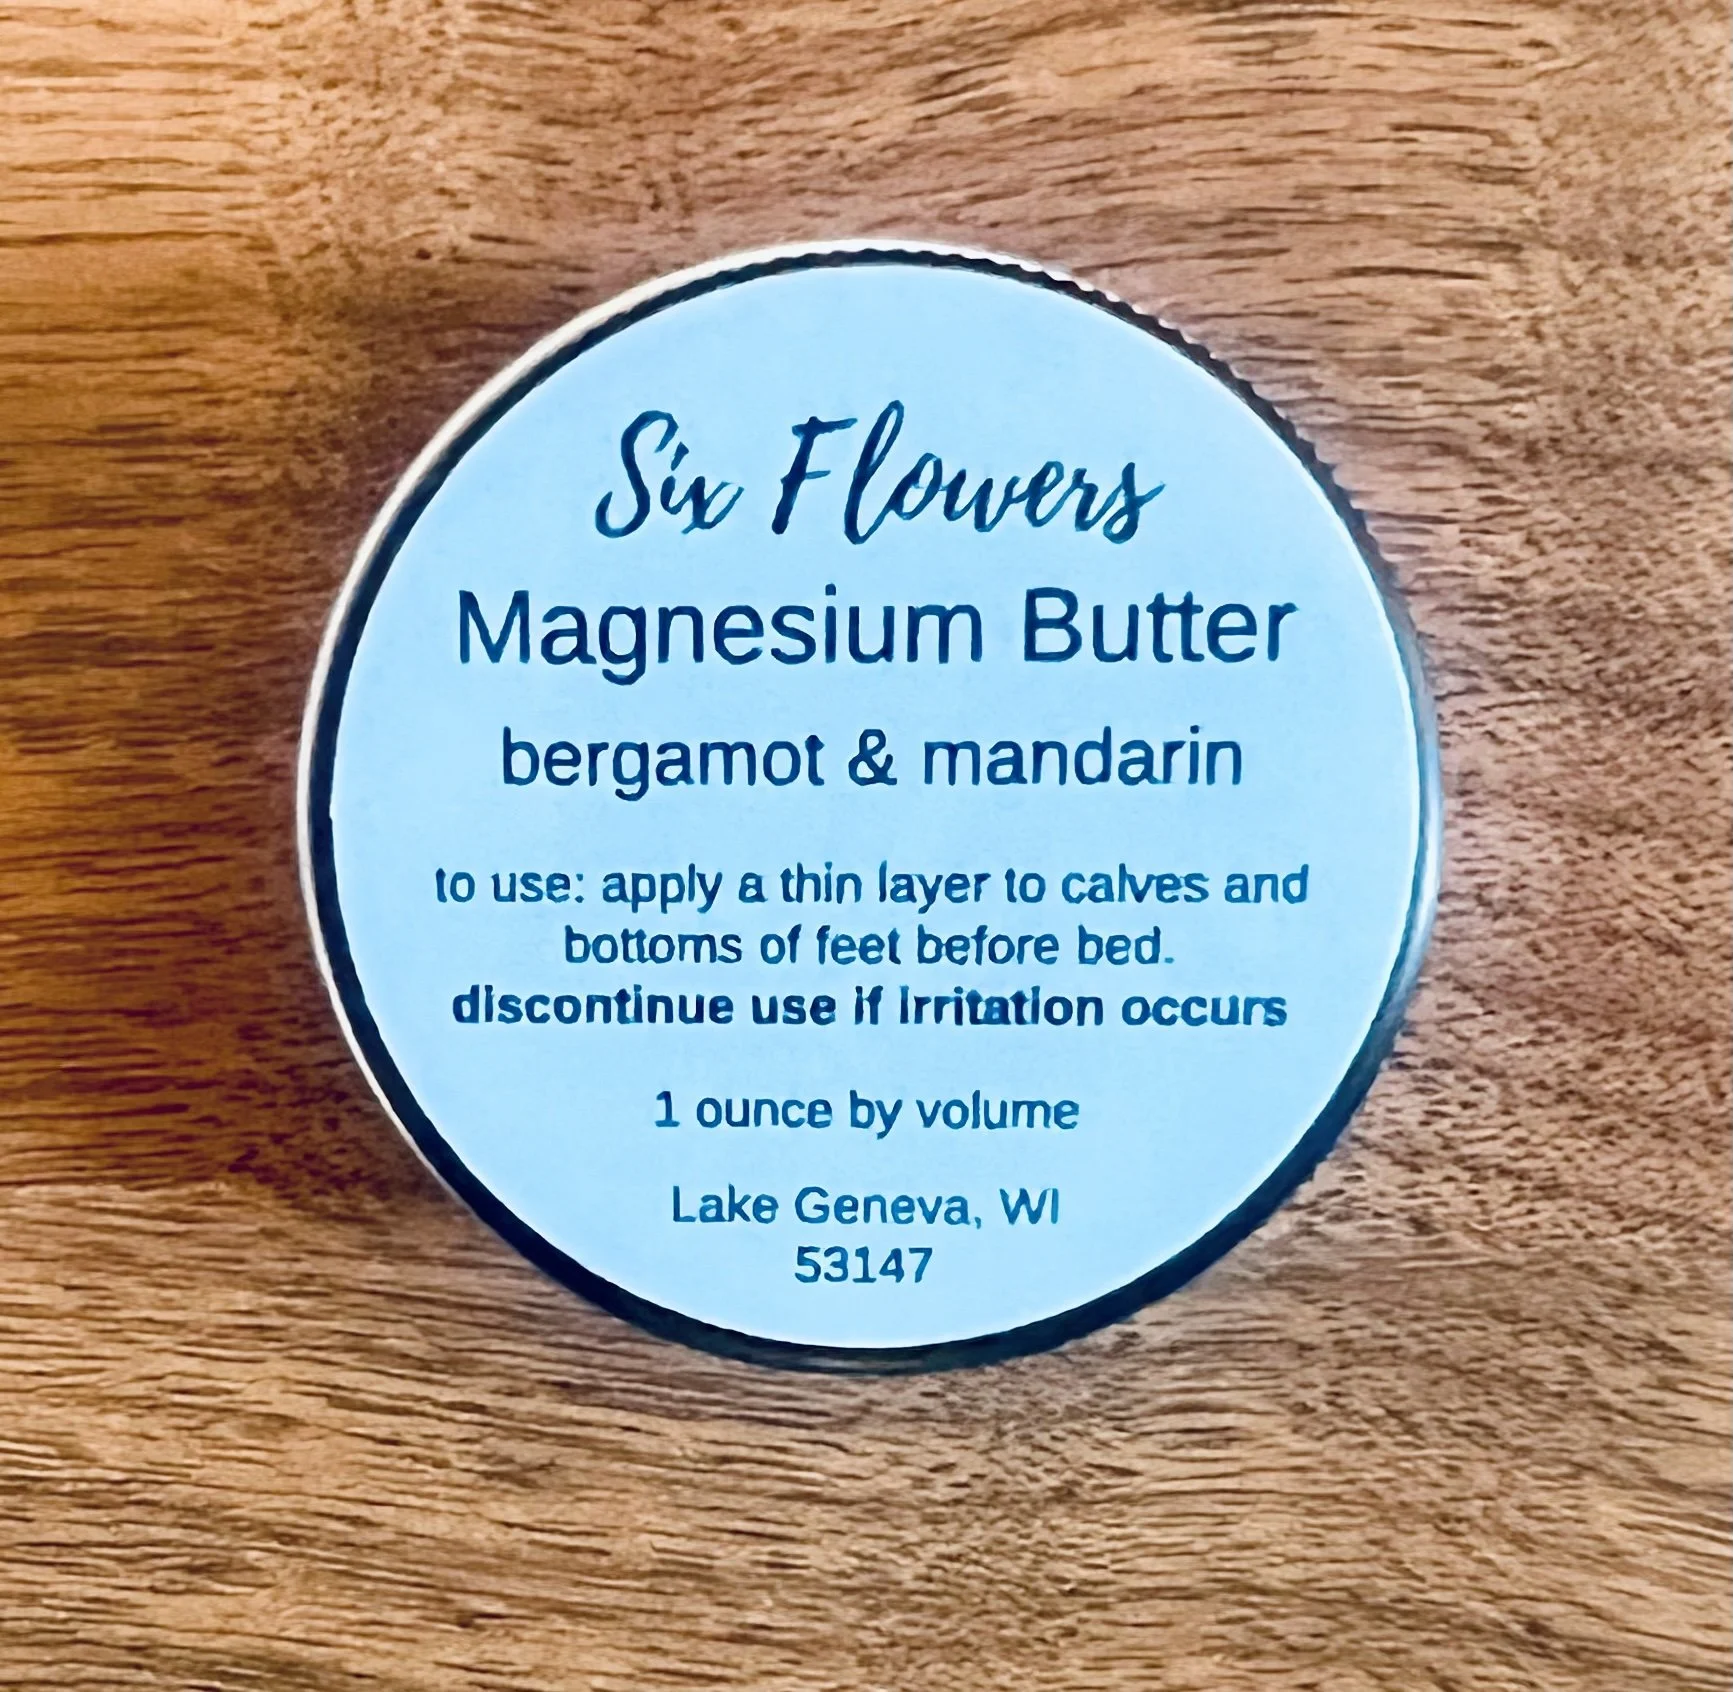 Six Flowers
Magnesium Butter
bergamot & mandarin
to use: apply a thin layer to calves and
bottoms of feet before bed.
discontinue use if irritation occurs
1 ounce by volume
Lake Geneva, WI
53147